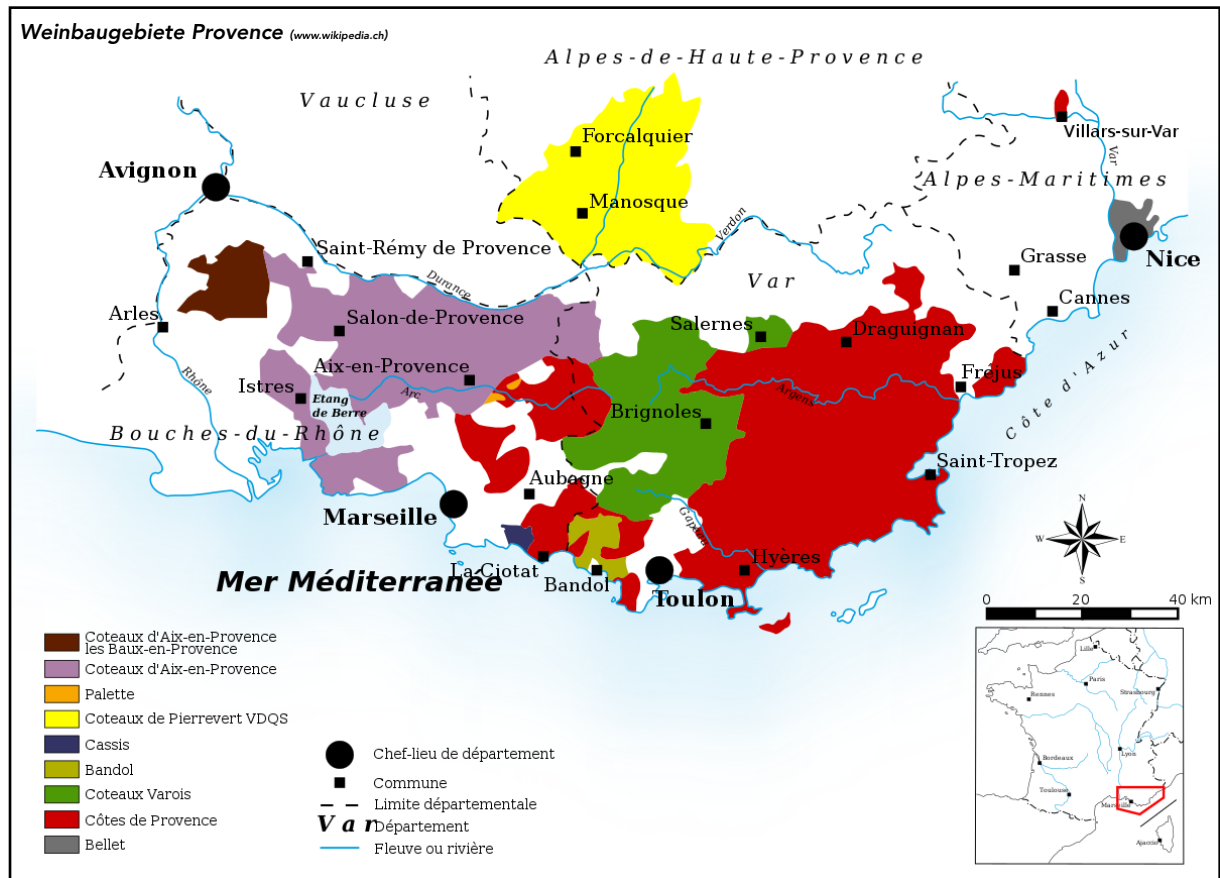 Weinbaugebiete Provence (www.wikipedia.ch)
Alpes-de-Haute-Provence
Vaucluse
Forcalquier
Villars-sur-Var
Var
Avignon
Alpes-Maritimes
Manosque
Verdon
Saint-Rémy de Provence
Nice
Grasse
Durance
Var
Cannes
Arles
Salon-de-Provence
Salernes
Draguignan
Côte d'Azur
Rhône
Aix-en-Provence
Fréjus
Istres
Etang
de Berre
Arc
Argens
Brignoles
Bouches-du-Rhône
Saint-Tropez
Aubagne
Marseille
Gapeau
N
W
E
S
La Ciotat
Hyères
Mer Méditerranée
Bandol
Toulon
0
20
40 km
Coteaux d'Aix-en-Provence
les Baux-en-Provence
Coteaux d'Aix-en-Provence
Palette
Coteaux de Pierrevert VDQS
Cassis
Bandol
Coteaux Varois
Côtes de Provence
Bellet
Chef-lieu de département
Commune
Limite départementale
Var
Département
Fleuve ou rivière
Lille
Paris
Strasbourg
Rennes
Lyon
Bordeaux
Toulouse
Marseille
Ajaccio